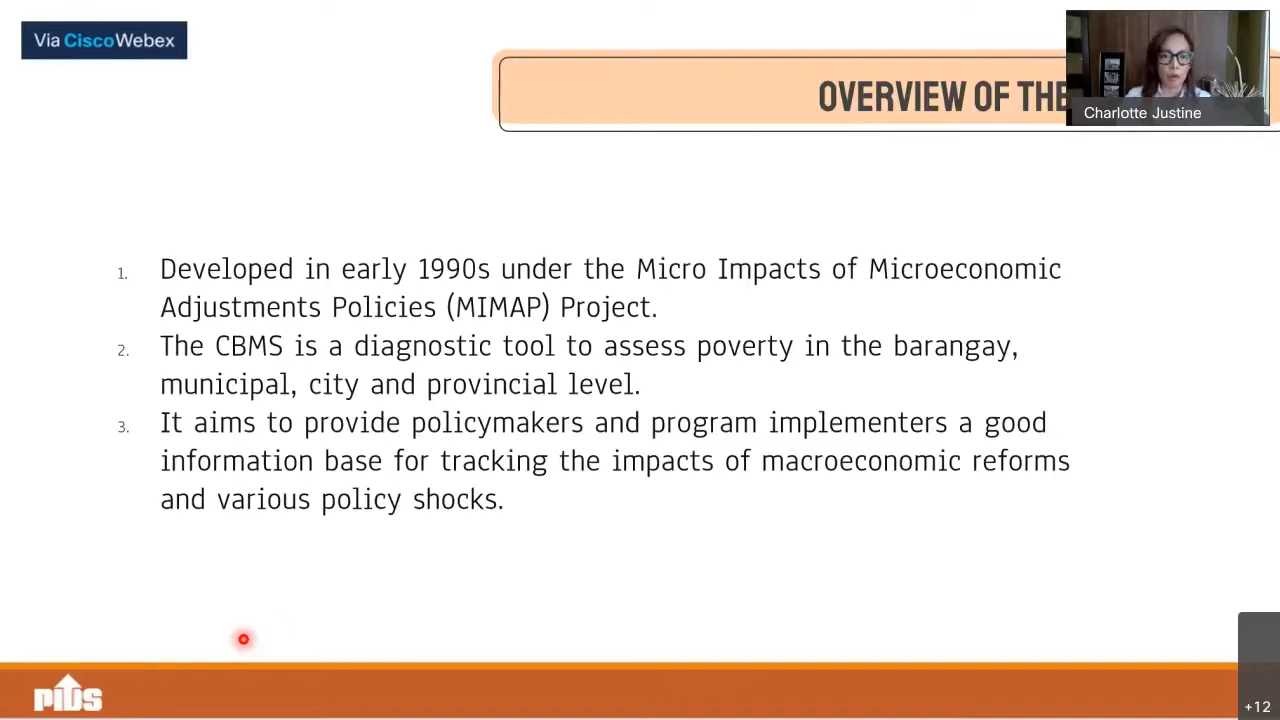 Via CiscoWebex
OVERVIEW OF THE
Charlotte Justine
1. Developed in early 1990s under the Micro Impacts of Microeconomic
Adjustments Policies (MIMAP) Project.
2. The CBMS is a diagnostic tool to assess poverty in the barangay,
municipal, city and provincial level.
3. It aims to provide policymakers and program implementers a good
information base for tracking the impacts of macroeconomic reforms
and various policy shocks.
PIDS
+12